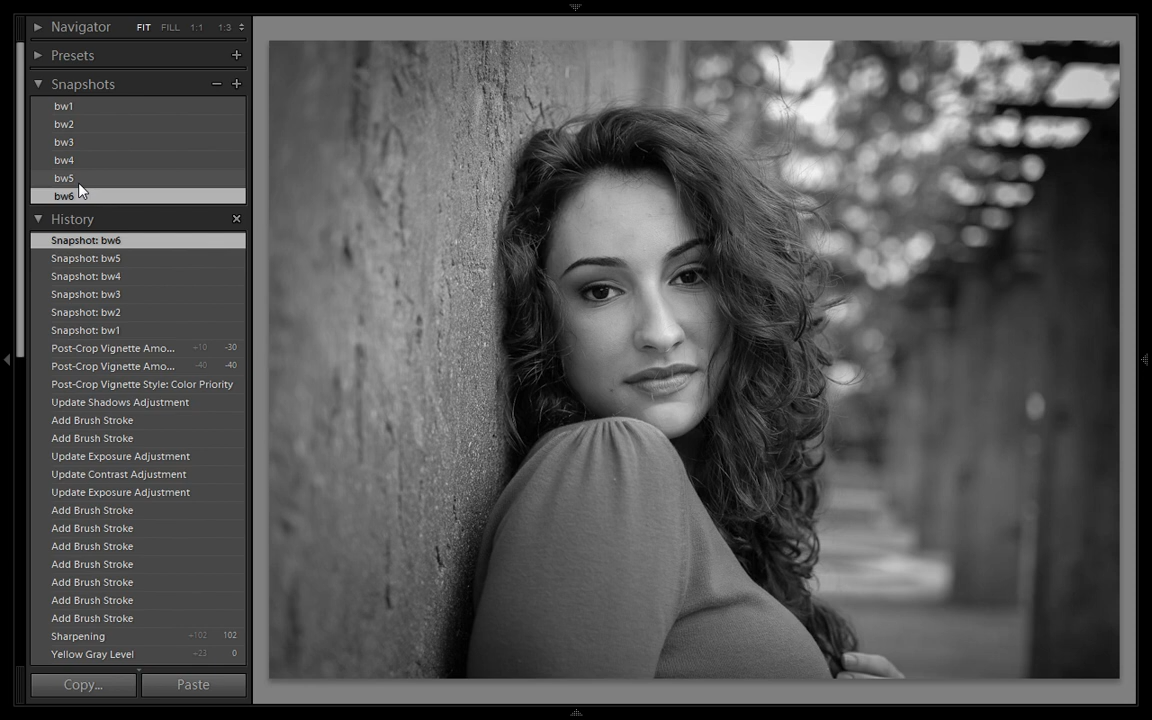 Navigator FIT FILL 1:1 1:3
Presets
Snapshots
bw1
bw2
bw3
bw4
bw5
bw6
History
Snapshot: bw6
Snapshot: bw5
Snapshot: bw4
Snapshot: bw3
Snapshot: bw2
Snapshot: bw1
Post-Crop Vignette Amo... +10 -30
Post-Crop Vignette Amo... -40 -40
Post-Crop Vignette Style: Color Priority
Update Shadows Adjustment
Add Brush Stroke
Add Brush Stroke
Update Exposure Adjustment
Update Contrast Adjustment
Update Exposure Adjustment
Add Brush Stroke
Add Brush Stroke
Add Brush Stroke
Add Brush Stroke
Add Brush Stroke
Add Brush Stroke
Add Brush Stroke
Sharpening +102 102
Yellow Gray Level +23 0
Copy... Paste